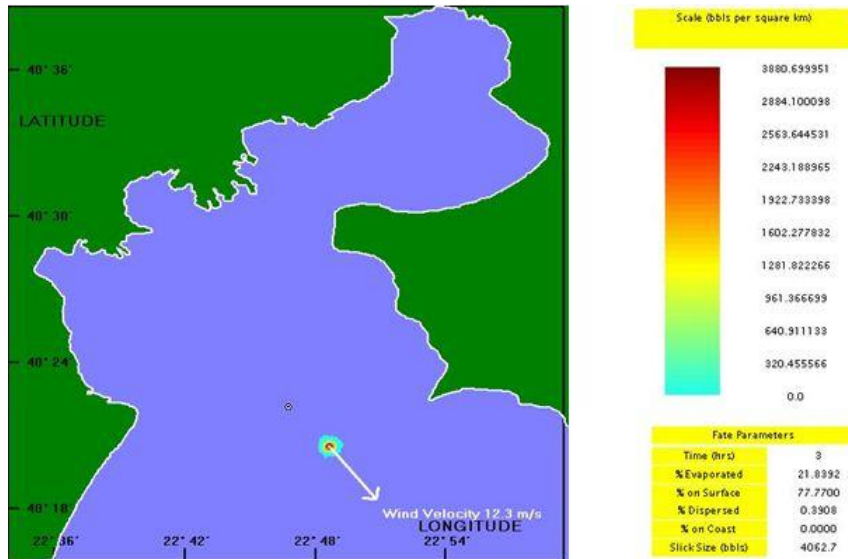 40° 36'
LATITUDE
40° 30'
40° 24'
40° 18'
Wind Velocity 12.3 m/s
LONGITUDE
22° 36'
22° 42'
22° 48'
22° 54'
Scale (bbls per square km)
3880.699951
2884.100098
2563.644531
2243.188965
1922.733398
1602.277832
1281.822266
961.366699
640.911133
320.455566
0.0
Fate Parameters
Time (hrs) 3
% Evaporated 21.8392
% on Surface 77.7700
% Dispersed 0.3908
% on Coast 0.0000
Slick Size (bbls) 4062.7